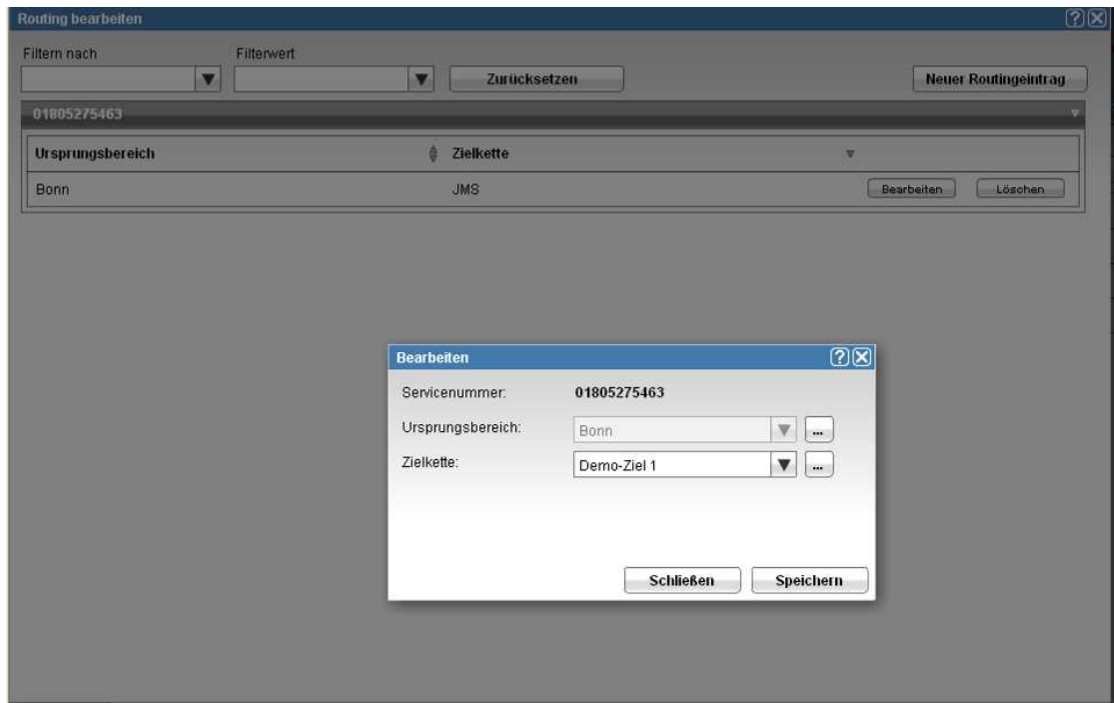 Routing bearbeiten
Filtern nach Filterwert
Zurücksetzen Neuer Routingeintrag
01805275463
Ursprungsbereich Zielkette
Bonn JMS Bearbeiten Löschen
Bearbeiten
Servicenummer: 01805275463
Ursprungsbereich: Bonn ...
Zielkette: Demo-Ziel 1 ...
Schließen Speichern